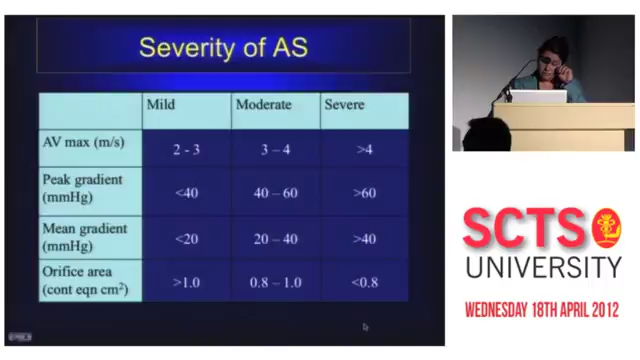 Severity of AS
Mild Moderate Severe
AV max (m/s) 2 - 3 3 – 4 >4
Peak gradient
(mmHg) <40 40 – 60 >60
Mean gradient
(mmHg) <20 20 – 40 >40
Orifice area
(cont eqn cm²) >1.0 0.8 – 1.0 <0.8
SCTS
UNIVERSITY
WEDNESDAY 18TH APRIL 2012